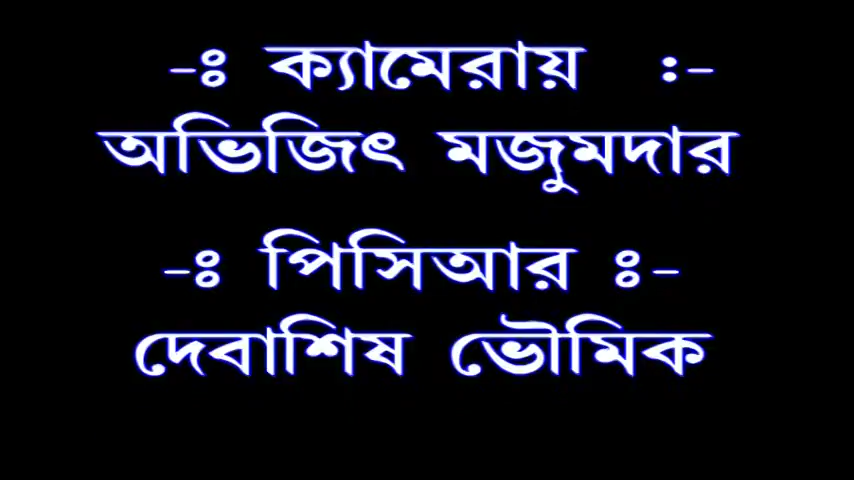 -ঃ ক্যামেরায় :-
অভিজিৎ মজুমদার
-ঃ পিসিআর ঃ-
দেবাশিষ ভৌমিক